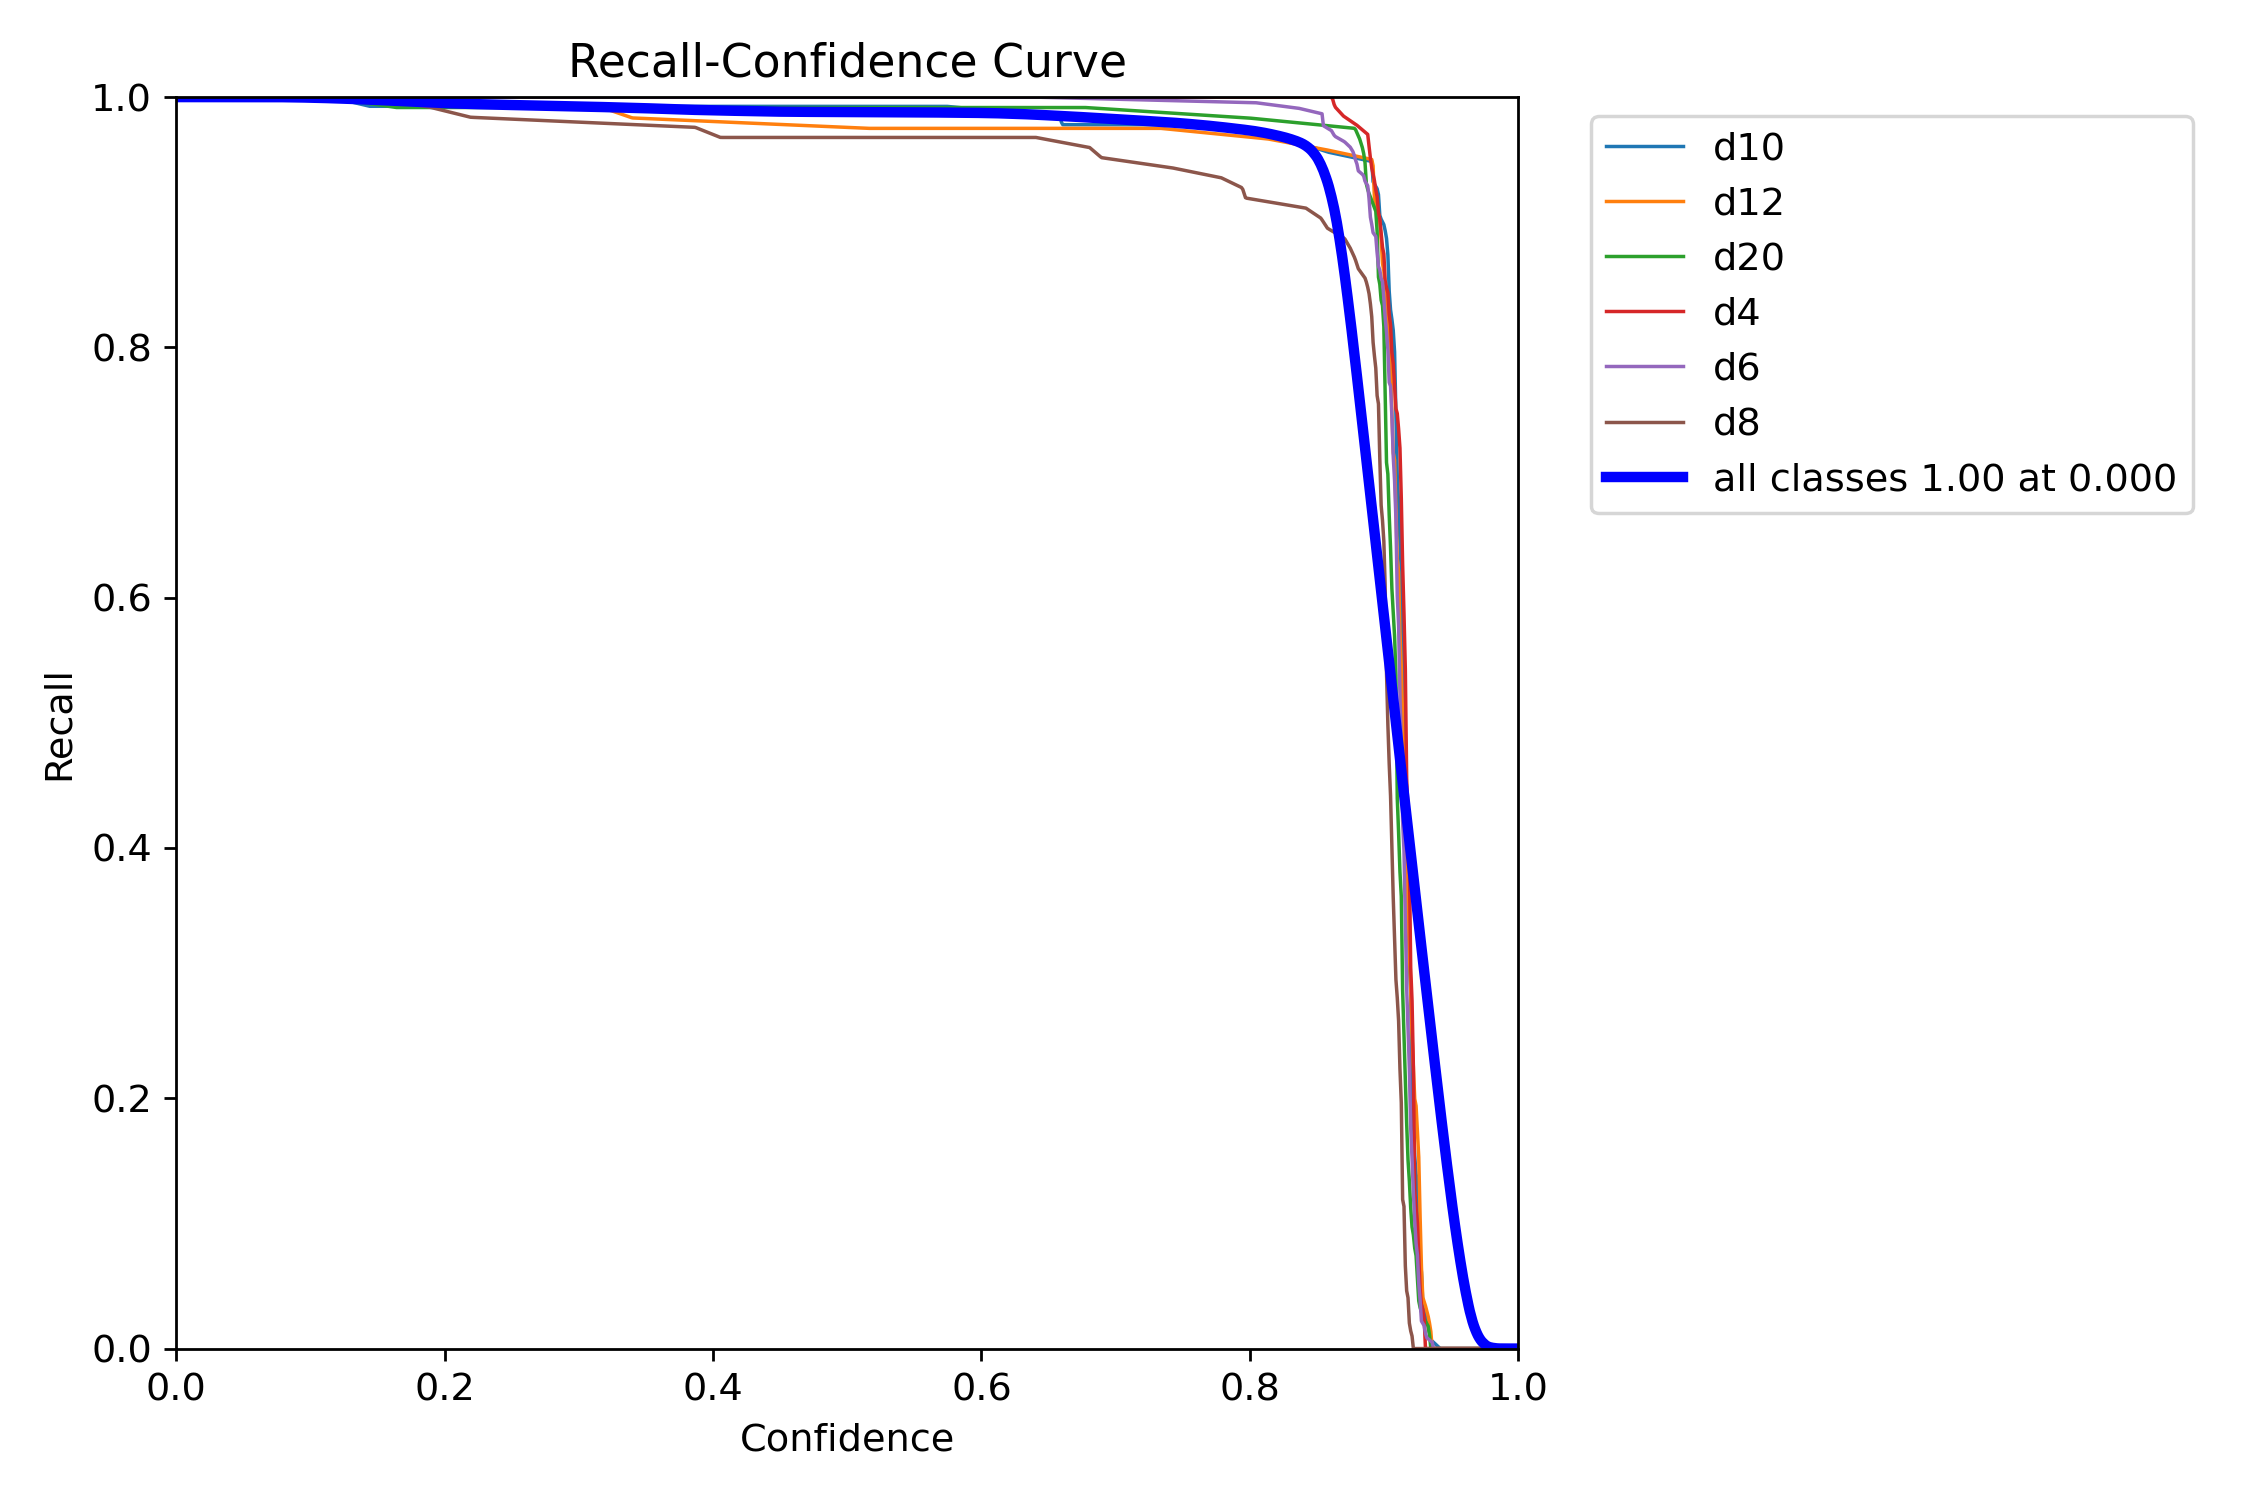 Recall-Confidence Curve
1.0
0.8
0.6
0.4
0.2
0.0
Recall
0.0 0.2 0.4 0.6 0.8 1.0
Confidence
d10
d12
d20
d4
d6
d8
all classes 1.00 at 0.000